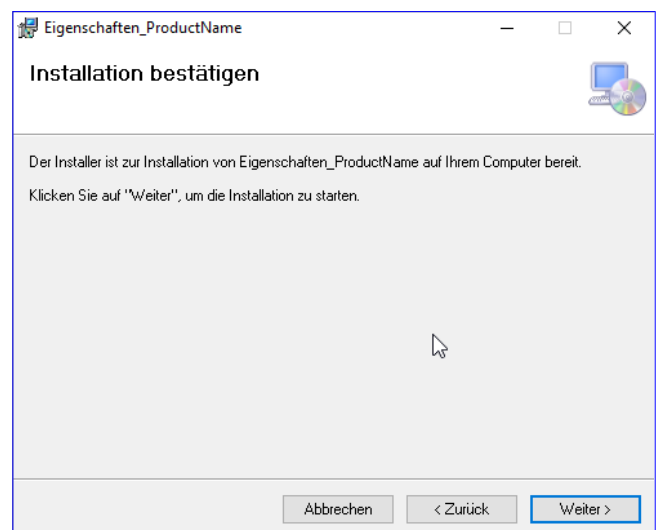 Eigenschaften_ProductName
Installation bestätigen
Der Installer ist zur Installation von Eigenschaften_ProductName auf Ihrem Computer bereit.
Klicken Sie auf "Weiter", um die Installation zu starten.
Abbrechen < Zurück Weiter >